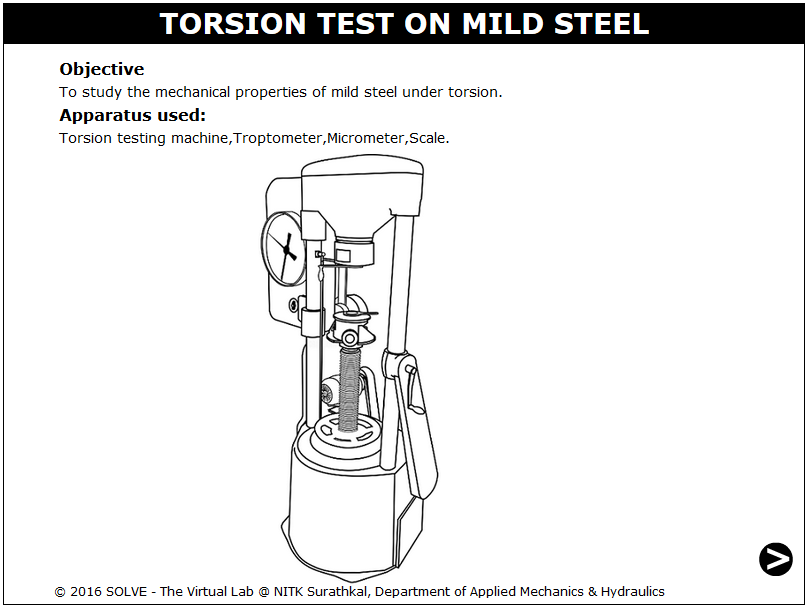 TORSION TEST ON MILD STEEL
Objective
To study the mechanical properties of mild steel under torsion.
Apparatus used:
Torsion testing machine,Troptometer,Micrometer,Scale.
© 2016 SOLVE - The Virtual Lab @ NITK Surathkal, Department of Applied Mechanics & Hydraulics